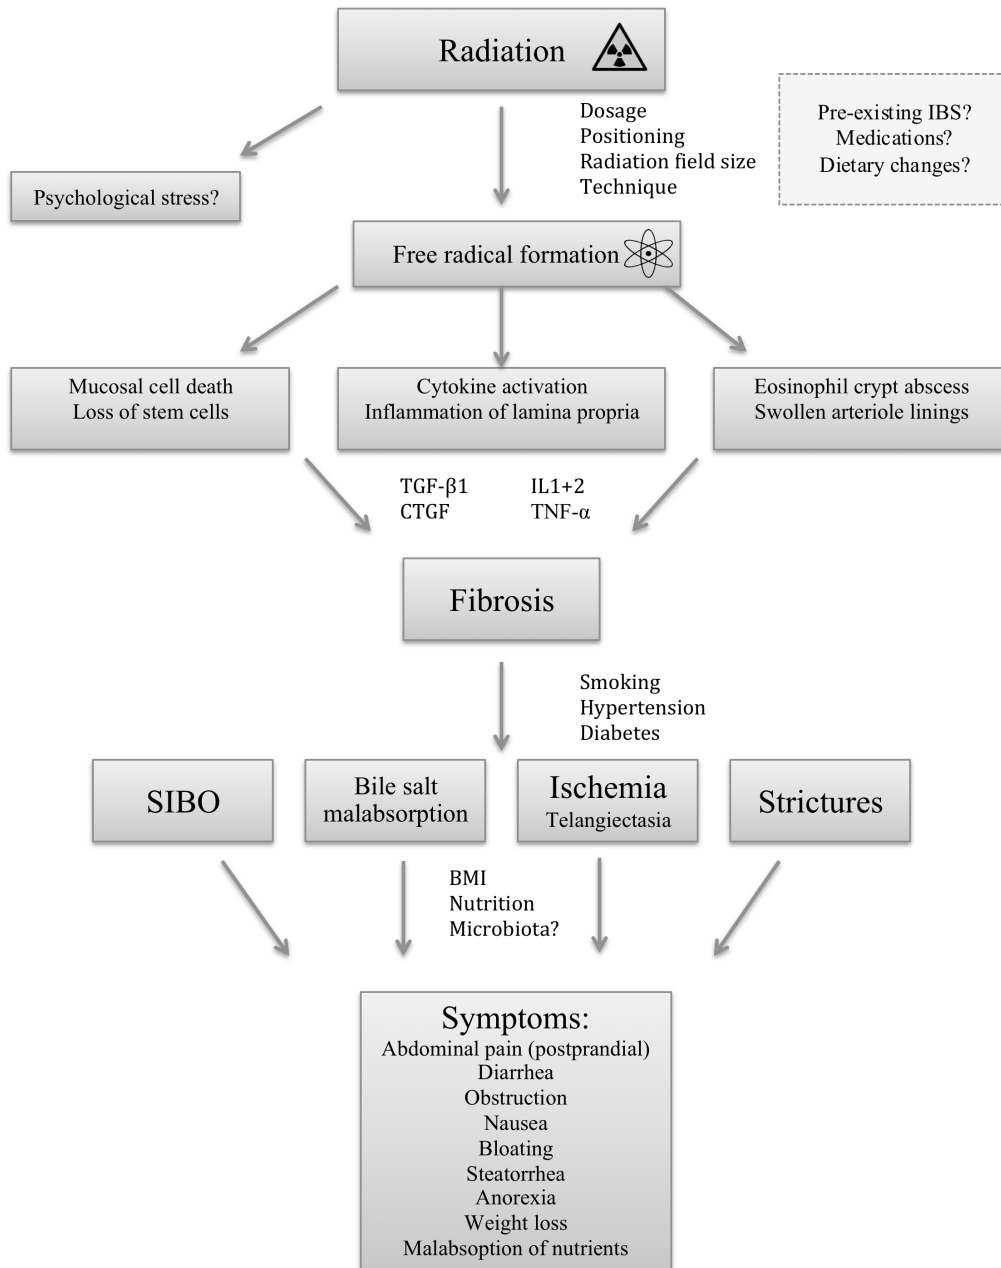 Radiation
Dosage
Positioning
Radiation field size
Technique
Pre-existing IBS?
Medications?
Dietary changes?
Psychological stress?
Free radical formation
Mucosal cell death
Loss of stem cells
Cytokine activation
Inflammation of lamina propria
Eosinophil crypt abscess
Swollen arteriole linings
TGF-β1
CTGF
IL1+2
TNF-α
Fibrosis
Smoking
Hypertension
Diabetes
SIBO
Bile salt
malabsorption
Ischemia
Telangiectasia
Strictures
BMI
Nutrition
Microbiota?
Symptoms:
Abdominal pain (postprandial)
Diarrhea
Obstruction
Nausea
Bloating
Steatorrhea
Anorexia
Weight loss
Malabsoption of nutrients